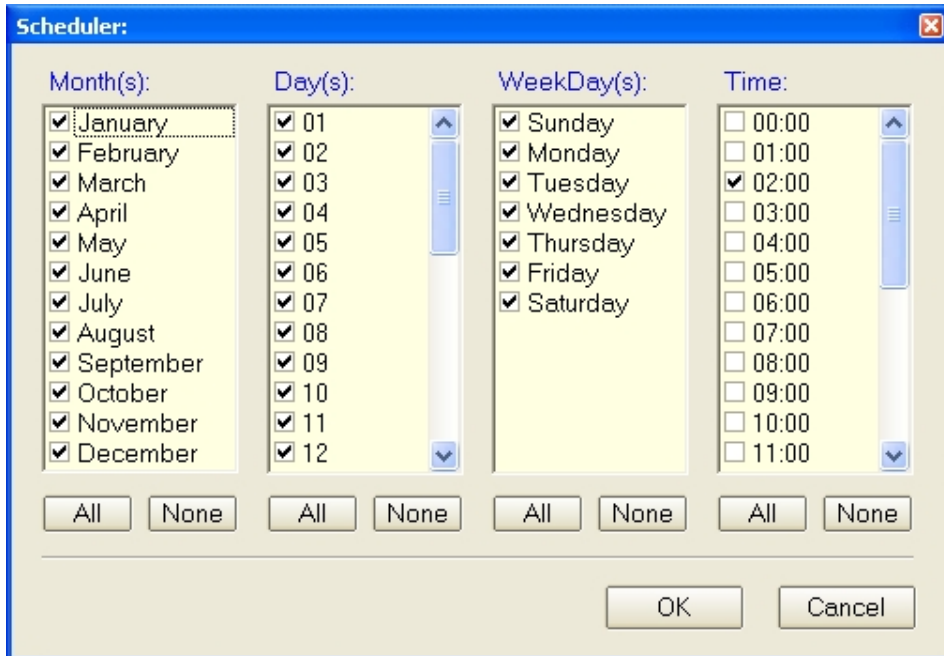 Scheduler:
Month(s):
January
February
March
April
May
June
July
August
September
October
November
December
All None
Day(s):
01
02
03
04
05
06
07
08
09
10
11
12
All None
WeekDay(s):
Sunday
Monday
Tuesday
Wednesday
Thursday
Friday
Saturday
All None
Time:
00:00
01:00
02:00
03:00
04:00
05:00
06:00
07:00
08:00
09:00
10:00
11:00
All None
OK Cancel